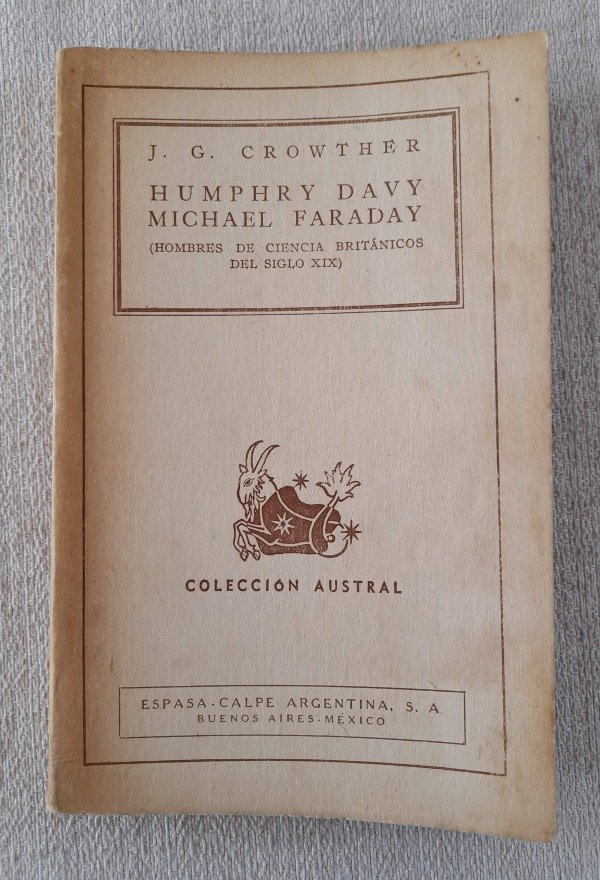 J. G. CROWTHER
HUMPHRY DAVY
MICHAEL FARADAY
(HOMBRES DE CIENCIA BRITÁNICOS
DEL SIGLO XIX)
COLECCIÓN AUSTRAL
ESPASA-CALPE ARGENTINA, S. A.
BUENOS AIRES-MÉXICO